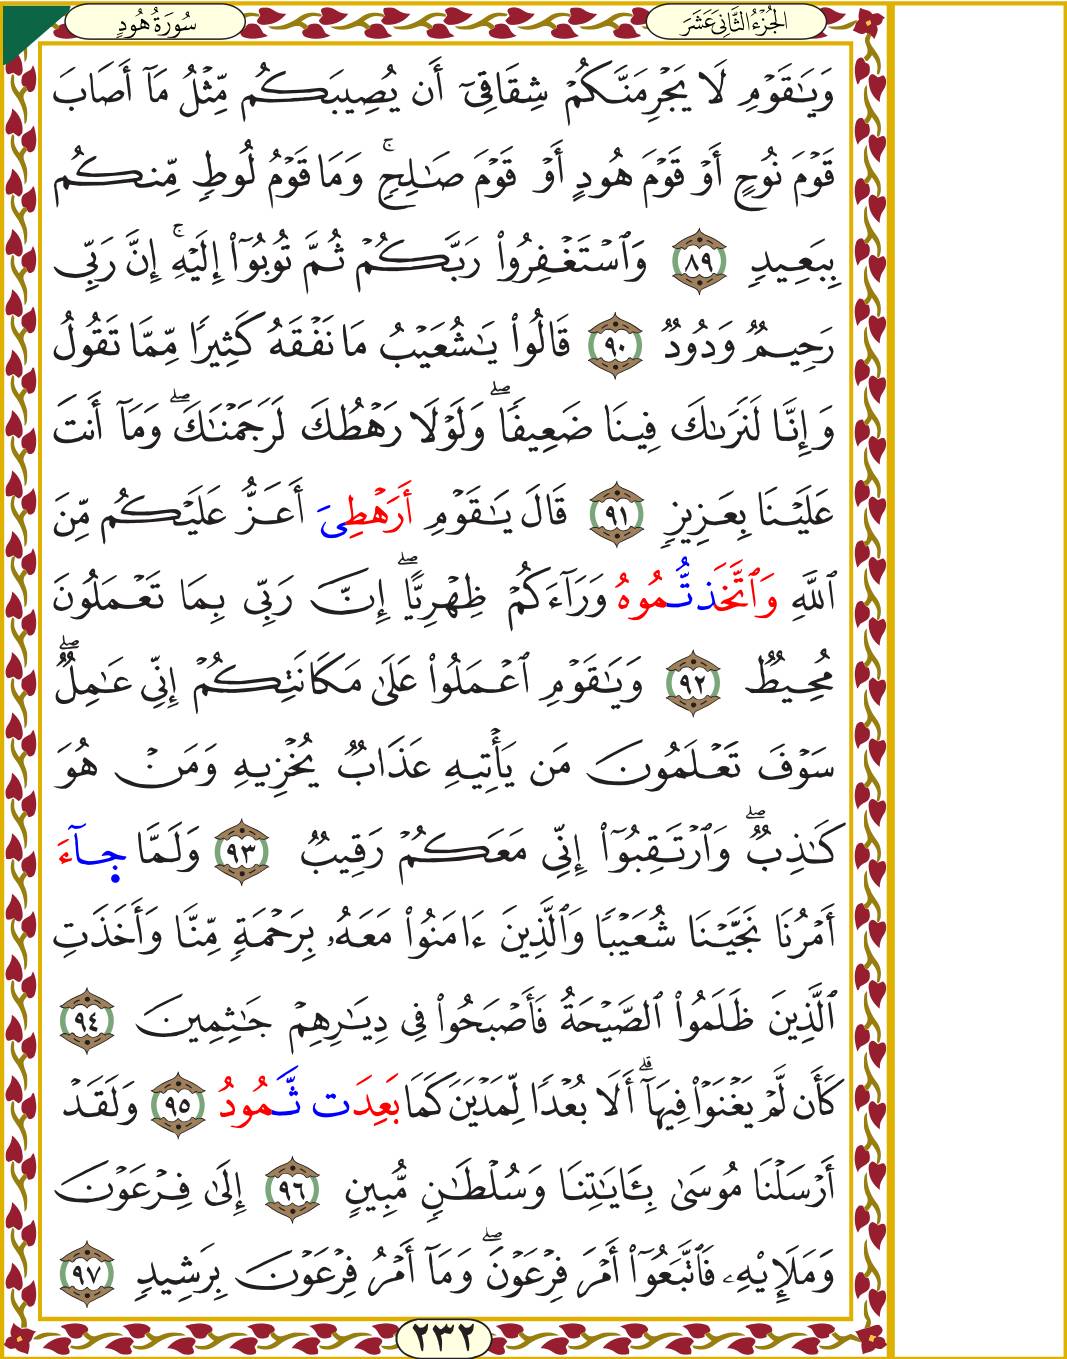 سُورَةُ هُودٍ
الجُزْءُ الثَّانِي عَشَرَ
وَيَٰقَوۡمِ لَا يَجۡرِمَنَّكُمۡ شِقَاقِيٓ أَن يُصِيبَكُم مِّثۡلُ مَآ أَصَابَ
قَوۡمَ نُوحٍ أَوۡ قَوۡمَ هُودٍ أَوۡ قَوۡمَ صَٰلِحٖۚ وَمَا قَوۡمُ لُوطٖ مِّنكُم
بِبَعِيدٖ ٨٩ وَٱسۡتَغۡفِرُواْ رَبَّكُمۡ ثُمَّ تُوبُوٓاْ إِلَيۡهِۚ إِنَّ رَبِّي
رَحِيمٞ وَدُودٞ ٩٠ قَالُواْ يَٰشُعَيۡبُ مَا نَفۡقَهُ كَثِيرٗا مِّمَّا تَقُولُ
وَإِنَّا لَنَرَىٰكَ فِينَا ضَعِيفٗاۖ وَلَوۡلَا رَهۡطُكَ لَرَجَمۡنَٰكَۖ وَمَآ أَنتَ
عَلَيۡنَا بِعَزِيزٖ ٩١ قَالَ يَٰقَوۡمِ أَرَهۡطِيَ أَعَزُّ عَلَيۡكُم مِّنَ
ٱللَّهِ وَٱتَّخَذتُّمُوهُ وَرَآءَكُمۡ ظِهۡرِيًّاۖ إِنَّ رَبِّي بِمَا تَعۡمَلُونَ
مُحِيطٞ ٩٢ وَيَٰقَوۡمِ ٱعۡمَلُواْ عَلَىٰ مَكَانَتِكُمۡ إِنِّي عَٰمِلٞۖ
سَوۡفَ تَعۡلَمُونَ مَن يَأۡتِيهِ عَذَابٞ يُخۡزِيهِ وَمَنۡ هُوَ
كَٰذِبٞۖ وَٱرۡتَقِبُوٓاْ إِنِّي مَعَكُمۡ رَقِيبٞ ٩٣ وَلَمَّا جَآءَ
أَمۡرُنَا نَجَّيۡنَا شُعَيۡبٗا وَٱلَّذِينَ ءَامَنُواْ مَعَهُۥ بِرَحۡمَةٖ مِّنَّا وَأَخَذَتِ
ٱلَّذِينَ ظَلَمُواْ ٱلصَّيۡحَةُ فَأَصۡبَحُواْ فِي دِيَٰرِهِمۡ جَٰثِمِينَ ٩٤
كَأَن لَّمۡ يَغۡنَوۡاْ فِيهَآۗ أَلَا بُعۡدٗا لِّمَدۡيَنَ كَمَا بَعِدَت ثَّمُودُ ٩٥ وَلَقَدۡ
أَرۡسَلۡنَا مُوسَىٰ بِـَٔايَٰتِنَا وَسُلۡطَٰنٖ مُّبِينٍ ٩٦ إِلَىٰ فِرۡعَوۡنَ
وَمَلَإِيْهِۦ فَٱتَّبَعُوٓاْ أَمۡرَ فِرۡعَوۡنَۖ وَمَآ أَمۡرُ فِرۡعَوۡنَ بِرَشِيدٖ ٩٧
٢٣٢